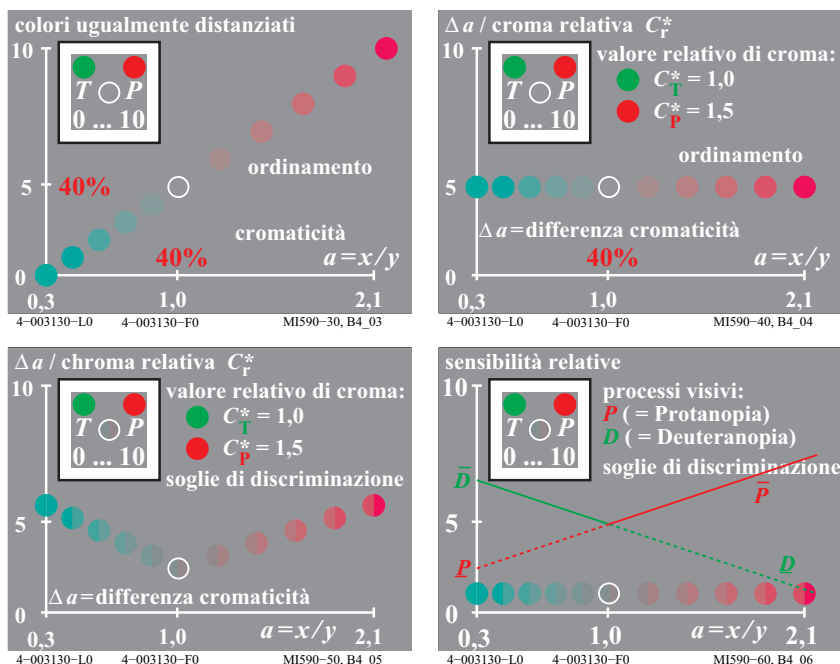 colori ugualmente distanziati
10
T P
0 ... 10
ordinamento
5
40%
cromaticità
40%
a=x/y
0
0,3
1,0
2,1
4-003130-L0 4-003130-F0 MI590-30, B4_03
Δa / croma relativa C*r
10
valore relativo di croma:
C*T = 1,0
C*P = 1,5
T P
0 ... 10
ordinamento
5
Δa=differenza cromaticità
40%
a=x/y
0
0,3
1,0
2,1
4-003130-L0 4-003130-F0 MI590-40, B4_04
Δa / chroma relativa C*r
10
valore relativo di croma:
C*T = 1,0
C*P = 1,5
T P
0 ... 10
soglie di discriminazione
5
Δa=differenza cromaticità
0
0,3
1,0
a=x/y
2,1
4-003130-L0 4-003130-F0 MI590-50, B4_05
sensibilità relative
10
processi visivi:
P ( = Protanopia)
D ( = Deuteranopia)
T P
0 ... 10
soglie di discriminazione
D̅
P̅
5
P̲
D̲
0
0,3
1,0
a=x/y
2,1
4-003130-L0 4-003130-F0 MI590-60, B4_06